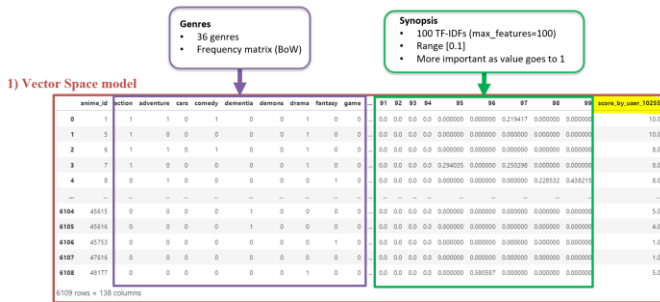 Genres
• 36 genres
• Frequency matrix (BoW)
Synopsis
• 100 TF-IDFs (max_features=100)
• Range [0.1]
• More important as value goes to 1
1) Vector Space model
anime_id action adventure cars comedy dementia demons drama fantasy game ... 91 92 93 94 95 96 97 98 99 score_by_user_10255
0 1 1 1 0 1 0 0 1 0 0 ... 0.0 0.0 0.0 0.0 0.000000 0.000000 0.219417 0.000000 0.000000 10.0
1 5 1 0 0 0 0 0 1 0 0 ... 0.0 0.0 0.0 0.0 0.000000 0.000000 0.000000 0.000000 0.000000 10.0
2 6 1 1 0 1 0 0 0 0 0 ... 0.0 0.0 0.0 0.0 0.000000 0.000000 0.000000 0.000000 0.000000 8.0
3 7 1 0 0 0 0 0 1 0 0 ... 0.0 0.0 0.0 0.0 0.294035 0.000000 0.250298 0.000000 0.000000 8.0
4 8 0 1 0 0 0 0 0 1 0 ... 0.0 0.0 0.0 0.0 0.000000 0.000000 0.000000 0.228532 0.438215 8.0
... ... ... ... ... ... ... ... ... ... ... ... ... ... ... ... ... ... ... ... ... ...
6104 45615 0 0 0 0 1 0 0 0 0 ... 0.0 0.0 0.0 0.0 0.000000 0.000000 0.000000 0.000000 0.000000 5.0
6105 45616 0 0 0 0 1 0 0 0 0 ... 0.0 0.0 0.0 0.0 0.000000 0.000000 0.000000 0.000000 0.000000 4.0
6106 45753 0 0 0 0 0 0 0 1 0 ... 0.0 0.0 0.0 0.0 0.000000 0.000000 0.000000 0.000000 0.000000 1.0
6107 47616 0 0 0 0 0 0 0 0 0 ... 0.0 0.0 0.0 0.0 0.000000 0.000000 0.000000 0.000000 0.000000 1.0
6108 48177 0 0 0 0 0 0 1 0 0 ... 0.0 0.0 0.0 0.0 0.000000 0.580587 0.000000 0.000000 0.000000 5.0
6109 rows × 138 columns